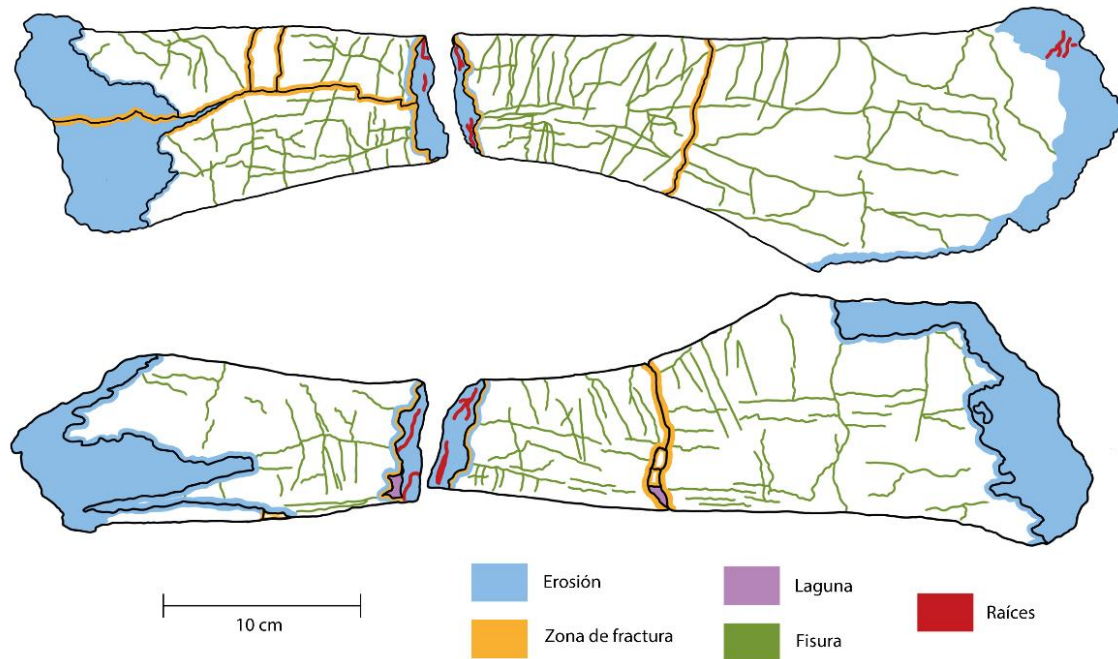 Erosión
Laguna
Raíces
10 cm
Zona de fractura
Fisura